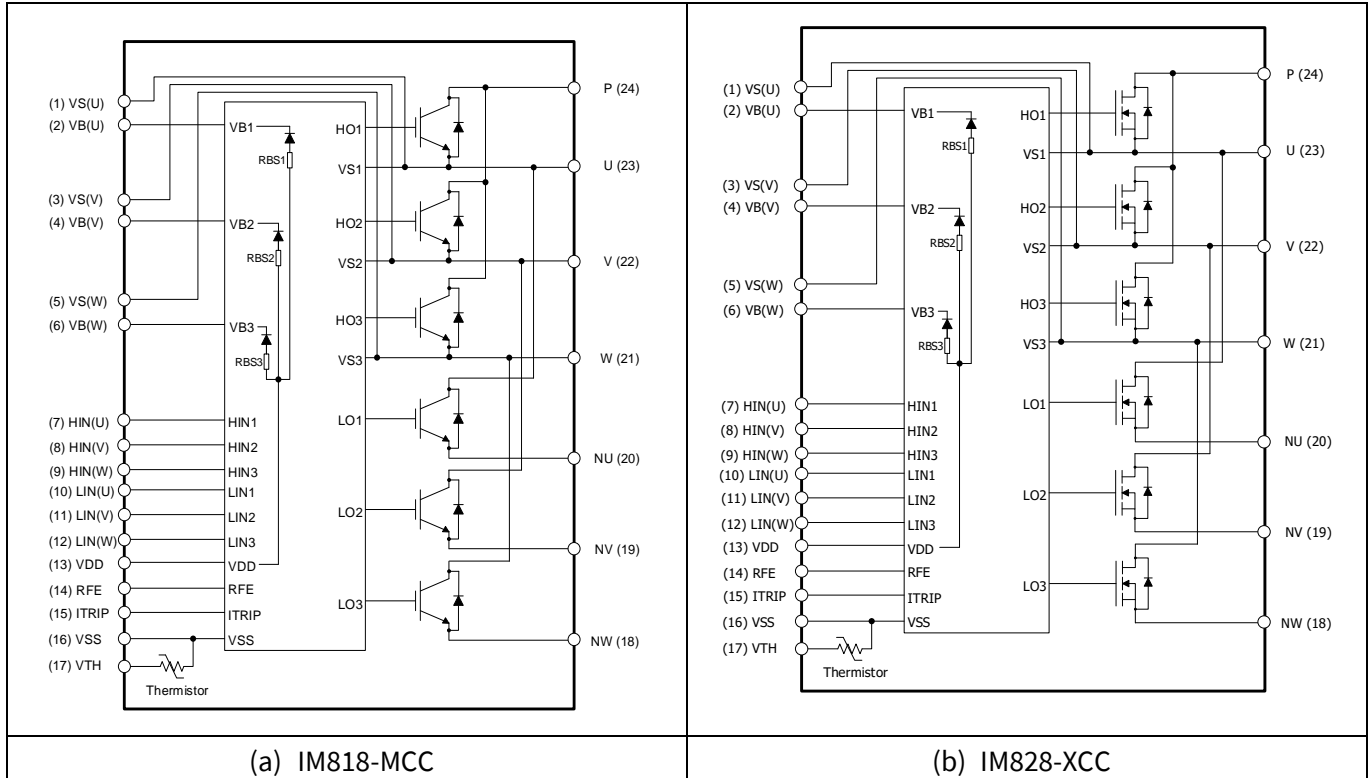 (1) VS(U)
(2) VB(U)
(3) VS(V)
(4) VB(V)
(5) VS(W)
(6) VB(W)
(7) HIN(U)
(8) HIN(V)
(9) HIN(W)
(10) LIN(U)
(11) LIN(V)
(12) LIN(W)
(13) VDD
(14) RFE
(15) ITRIP
(16) VSS
(17) VTH
Thermistor
VB1
RBS1
VB2
RBS2
VB3
RBS3
HIN1
HIN2
HIN3
LIN1
LIN2
LIN3
VDD
RFE
ITRIP
VSS
HO1
VS1
HO2
VS2
HO3
VS3
LO1
LO2
LO3
P (24)
U (23)
V (22)
W (21)
NU (20)
NV (19)
NW (18)
(a) IM818-MCC
(1) VS(U)
(2) VB(U)
(3) VS(V)
(4) VB(V)
(5) VS(W)
(6) VB(W)
(7) HIN(U)
(8) HIN(V)
(9) HIN(W)
(10) LIN(U)
(11) LIN(V)
(12) LIN(W)
(13) VDD
(14) RFE
(15) ITRIP
(16) VSS
(17) VTH
Thermistor
VB1
RBS1
VB2
RBS2
VB3
RBS3
HIN1
HIN2
HIN3
LIN1
LIN2
LIN3
VDD
RFE
ITRIP
VSS
HO1
VS1
HO2
VS2
HO3
VS3
LO1
LO2
LO3
P (24)
U (23)
V (22)
W (21)
NU (20)
NV (19)
NW (18)
(b) IM828-XCC